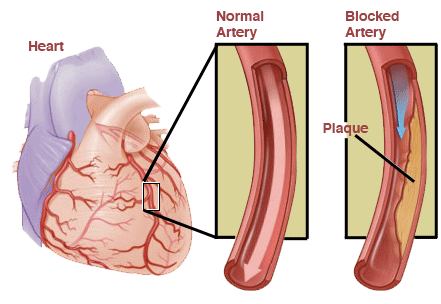 Heart
Normal
Artery
Blocked
Artery
Plaque